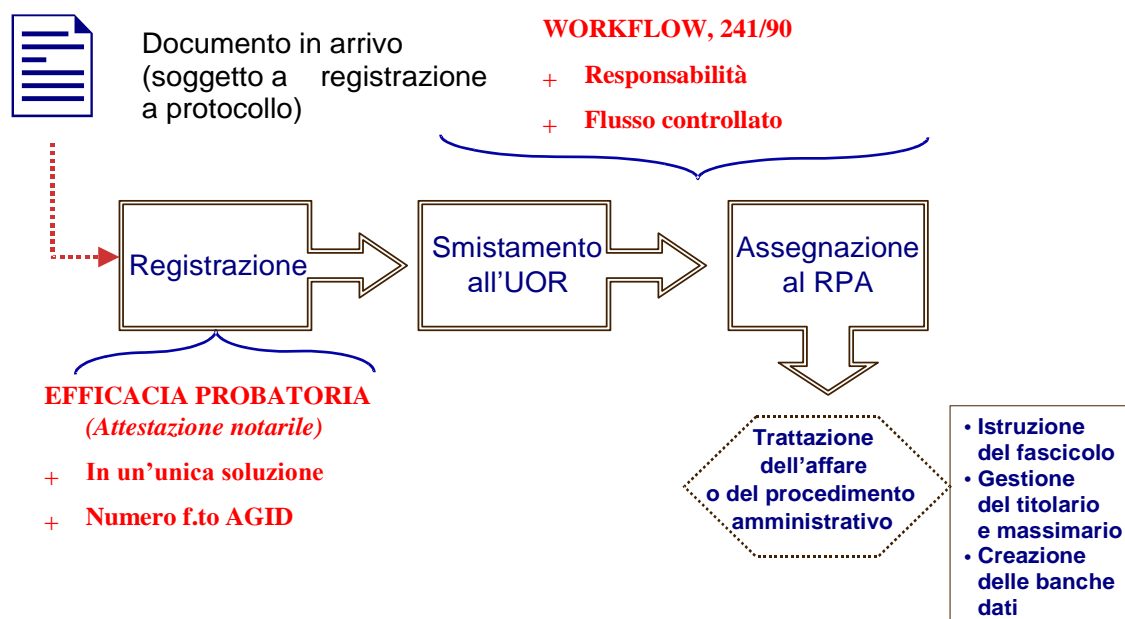 Documento in arrivo
(soggetto a registrazione
a protocollo)
WORKFLOW, 241/90
+ Responsabilità
+ Flusso controllato
Registrazione
Smistamento
all'UOR
Assegnazione
al RPA
EFFICACIA PROBATORIA
(Attestazione notarile)
+ In un’unica soluzione
+ Numero f.to AGID
Trattazione
dell’affare
o del procedimento
amministrativo
• Istruzione
del fascicolo
• Gestione
del titolario
e massimario
• Creazione
delle banche
dati